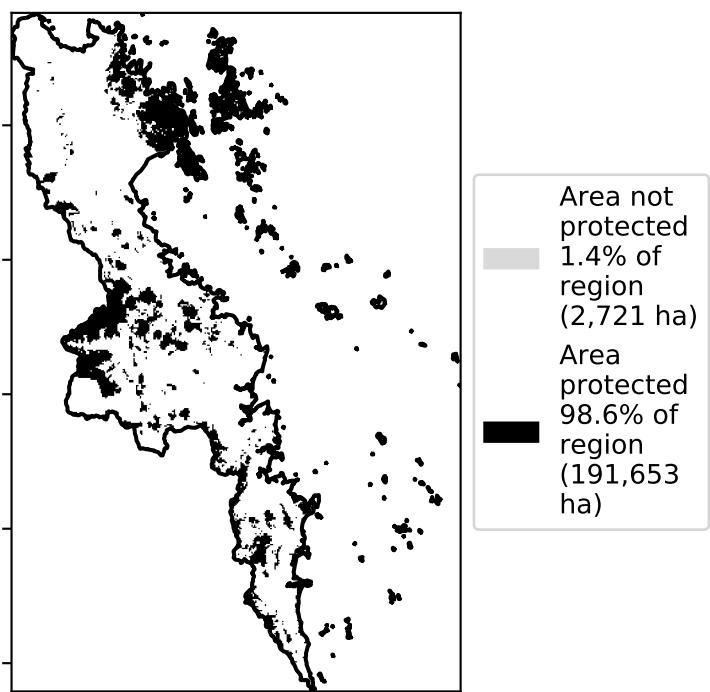 Area not
protected
1.4% of
region
(2,721 ha)
Area
protected
98.6% of
region
(191,653
ha)